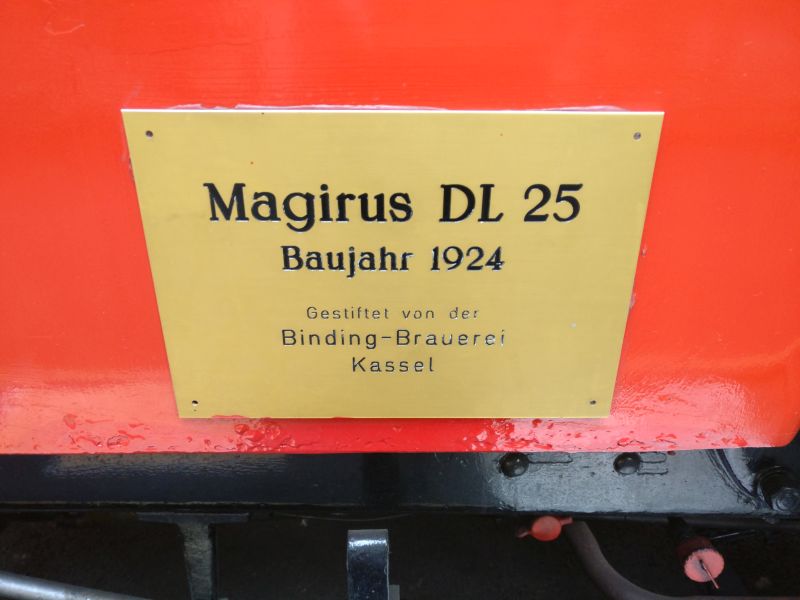 Magirus DL 25
Baujahr 1924
Gestiftet von der
Binding-Brauerei
Kassel